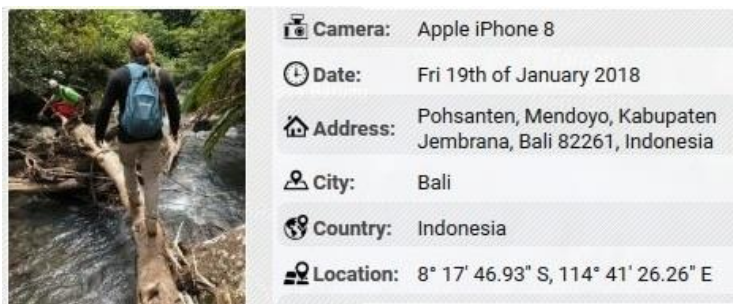 Camera: Apple iPhone 8
Date: Fri 19th of January 2018
Address: Pohsanten, Mendoyo, Kabupaten
Jembrana, Bali 82261, Indonesia
City: Bali
Country: Indonesia
Location: 8° 17' 46.93" S, 114° 41' 26.26" E